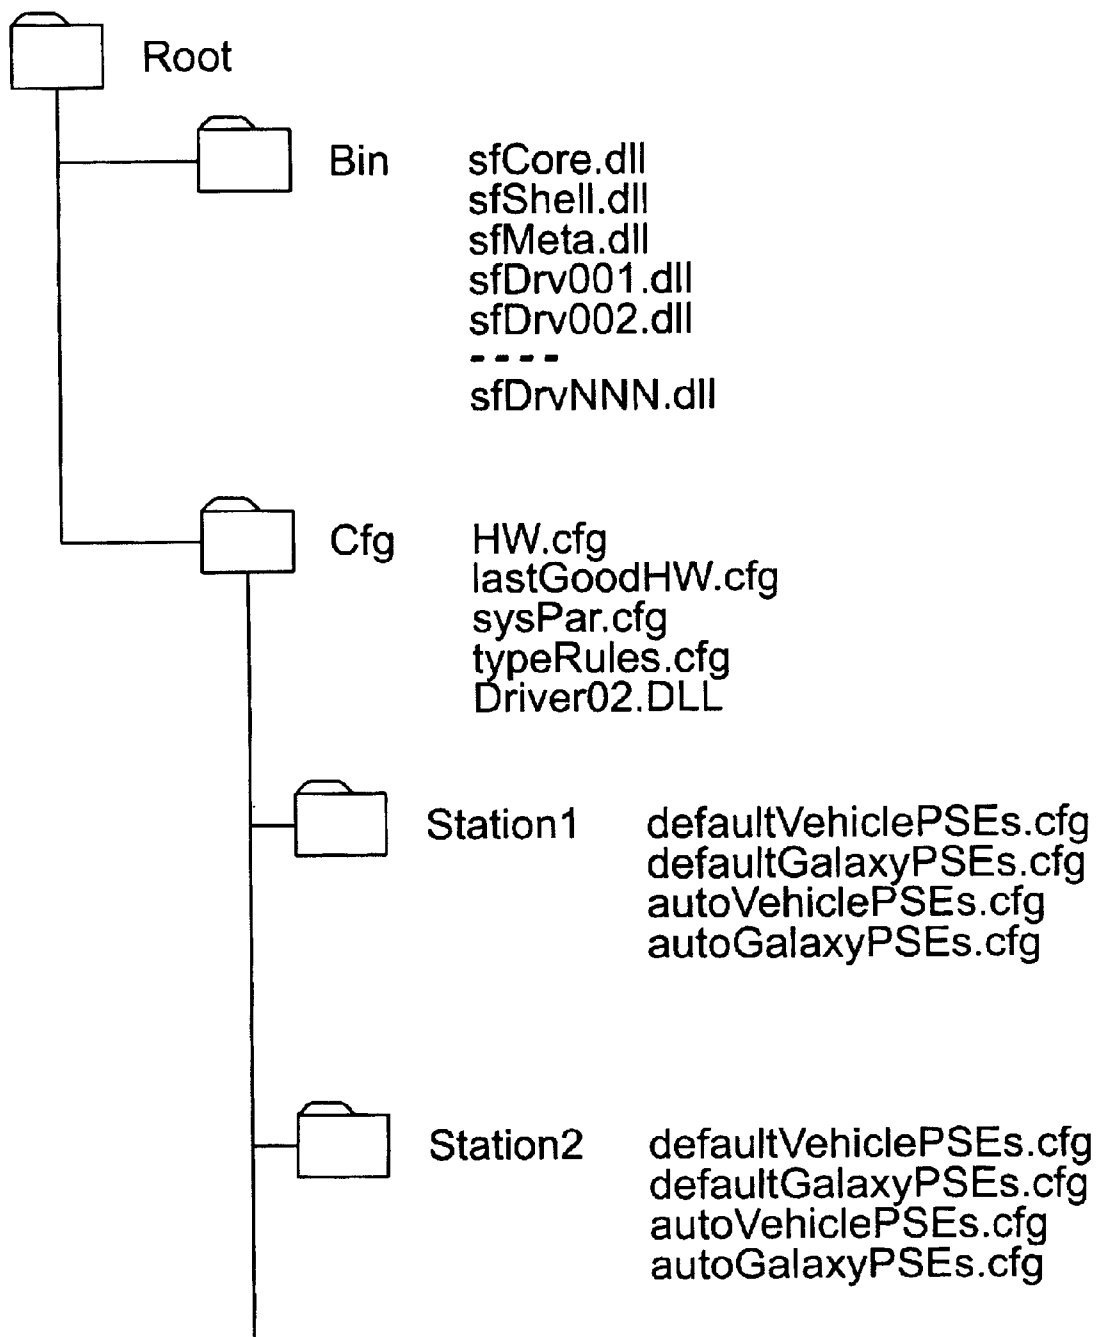 Root
Bin
sfCore.dll
sfShell.dll
sfMeta.dll
sfDrv001.dll
sfDrv002.dll
----
sfDrvNNN.dll
Cfg
HW.cfg
lastGoodHW.cfg
sysPar.cfg
typeRules.cfg
Driver02.DLL
Station1
defaultVehiclePSEs.cfg
defaultGalaxyPSEs.cfg
autoVehiclePSEs.cfg
autoGalaxyPSEs.cfg
Station2
defaultVehiclePSEs.cfg
defaultGalaxyPSEs.cfg
autoVehiclePSEs.cfg
autoGalaxyPSEs.cfg